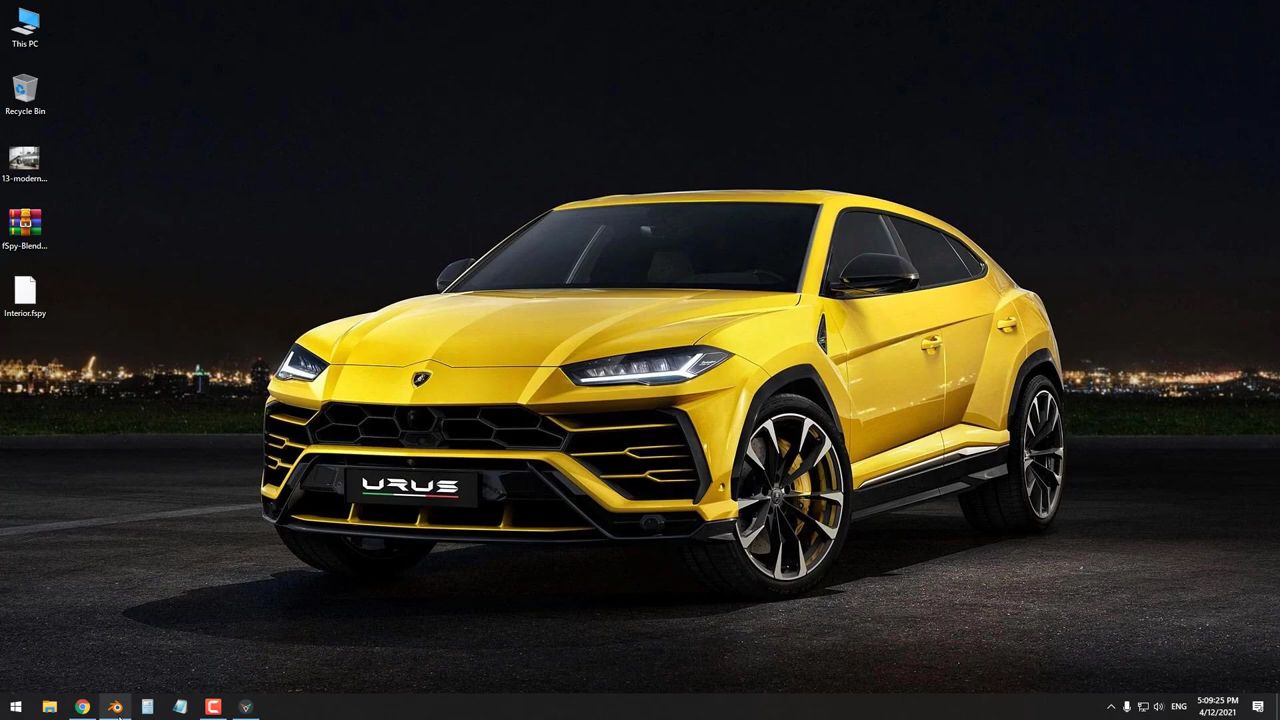 This PC
Recycle Bin
13-modern...
fSpy-Blend...
Interior.fspy
URUS
ENG
5:09:25 PM
4/12/2021